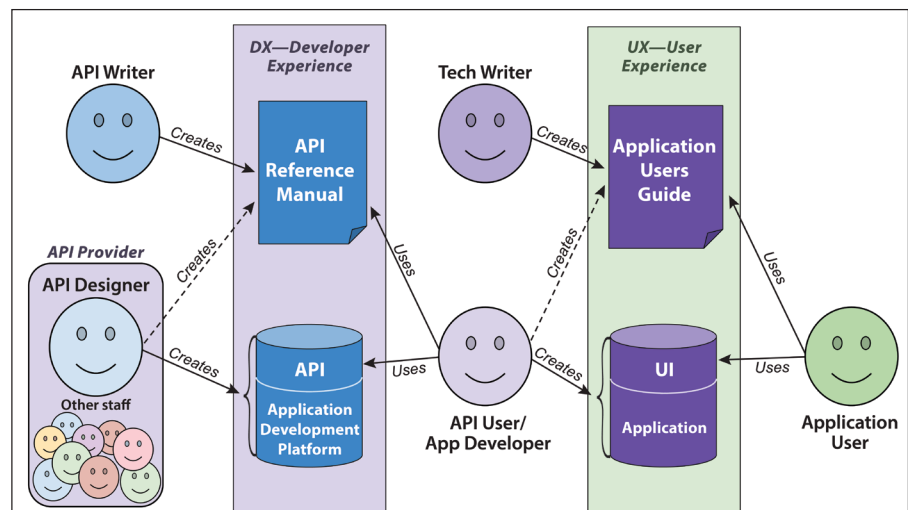 DX—Developer
Experience
UX—User
Experience
API Writer
Tech Writer
Creates
API
Reference
Manual
Creates
Application
Users
Guide
API Provider
API Designer
Creates
Uses
Creates
Uses
Creates
API
Application
Development
Platform
Uses
Creates
UI
Application
Uses
Other staff
API User/
App Developer
Application
User